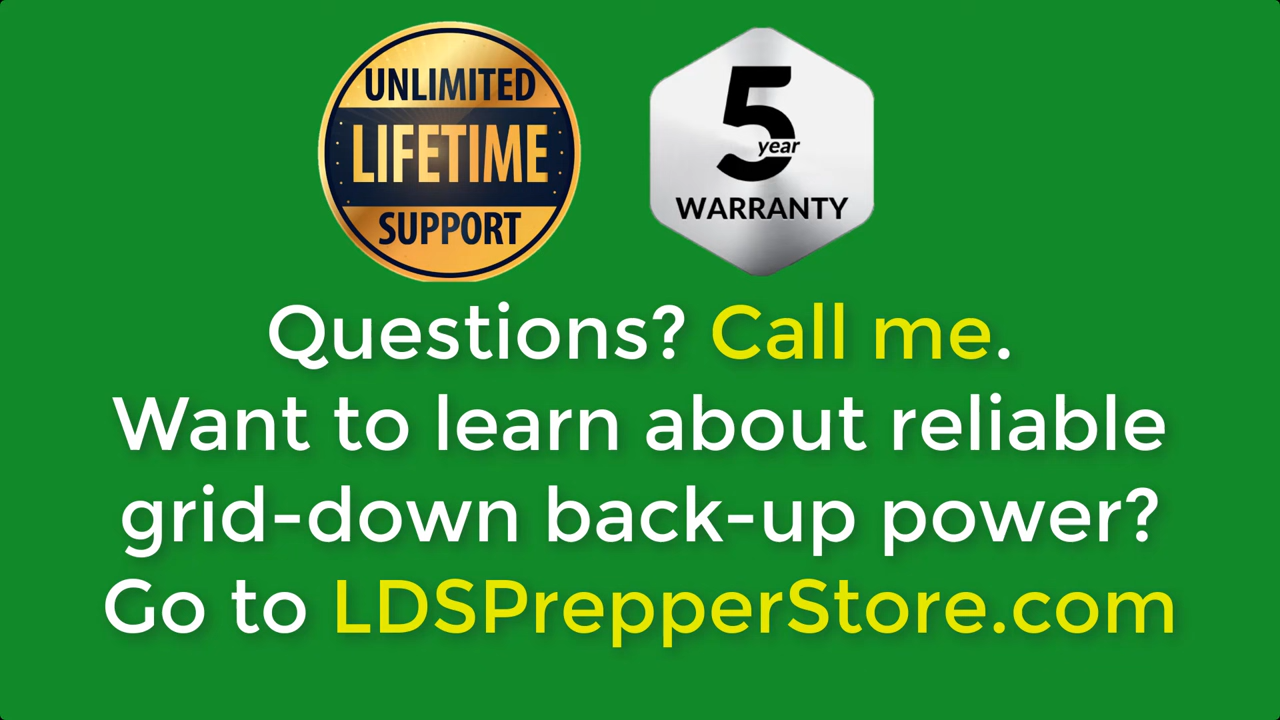 UNLIMITED
LIFETIME
SUPPORT
5
year
WARRANTY
Questions? Call me.
Want to learn about reliable
grid-down back-up power?
Go to LDSPrepperStore.com